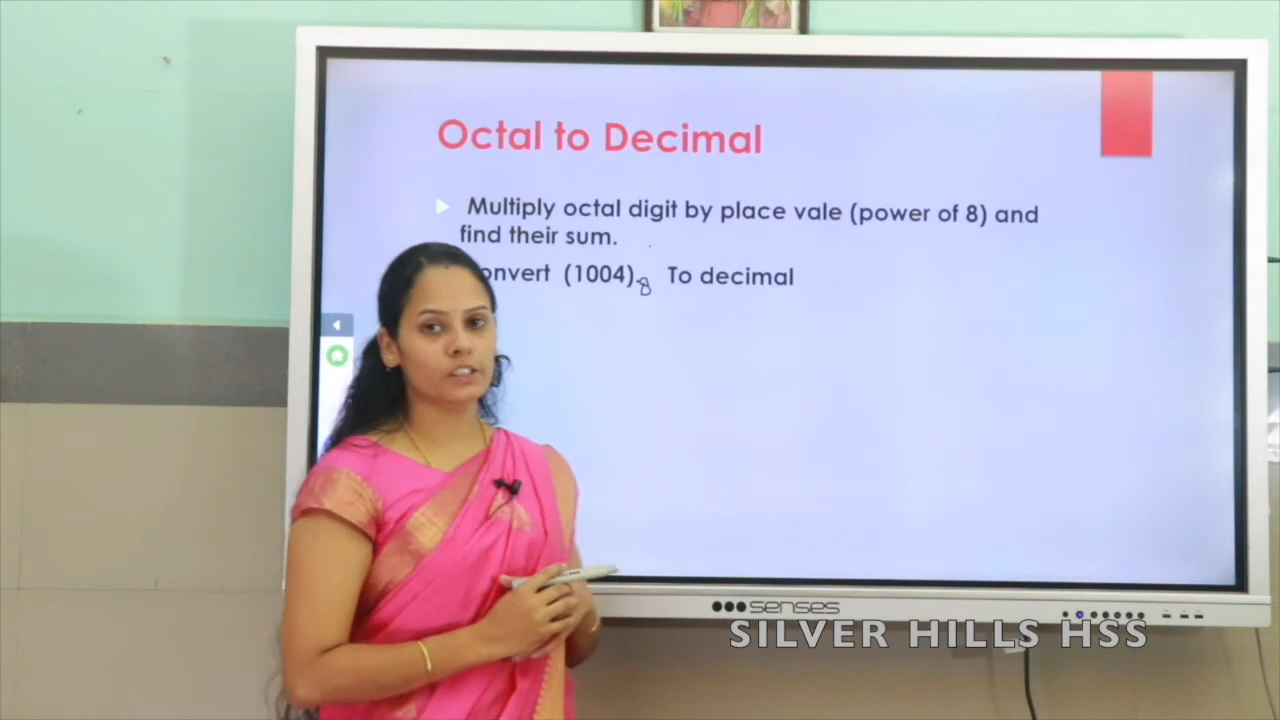 Octal to Decimal
Multiply octal digit by place vale (power of 8) and
find their sum.
onvert (1004)8 To decimal
senses
SILVER HILLS HSS